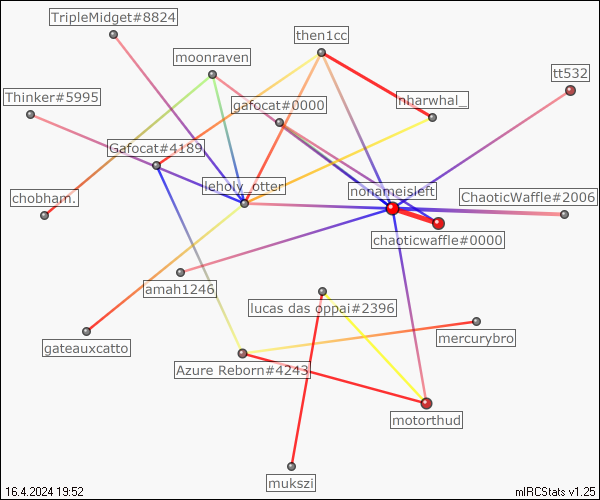 TripleMidget#8824
then1cc
moonraven
tt532
Thinker#5995
gafocat#0000
nharwhal_
Gafocat#4189
leholy_otter
nonameisleft
chobham.
ChaoticWaffle#2006
chaoticwaffle#0000
amah1246
lucas das oppai#2396
gateauxcatto
mercurybro
Azure Reborn#4243
motorthud
mukszi
16.4.2024 19:52
mIRCStats v1.25